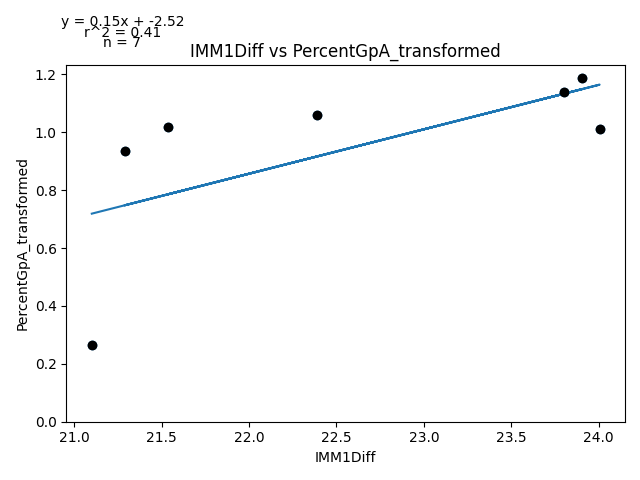 y = 0.15x + -2.52
r^2 = 0.41
n = 7
IMM1Diff vs PercentGpA_transformed
1.2
1.0
0.8
0.6
0.4
0.2
0.0
PercentGpA_transformed
21.0 21.5 22.0 22.5 23.0 23.5 24.0
IMM1Diff